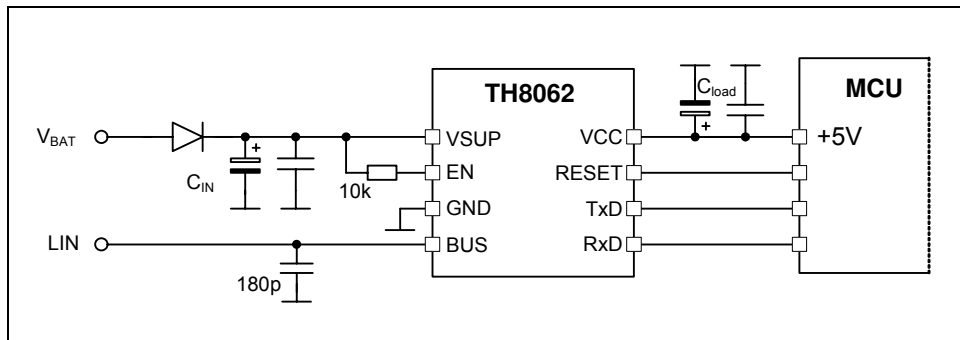 TH8062
MCU
V_BAT
C_IN
+
10k
VSUP
EN
GND
BUS
VCC
RESET
TxD
RxD
C_load
+
+5V
LIN
180p